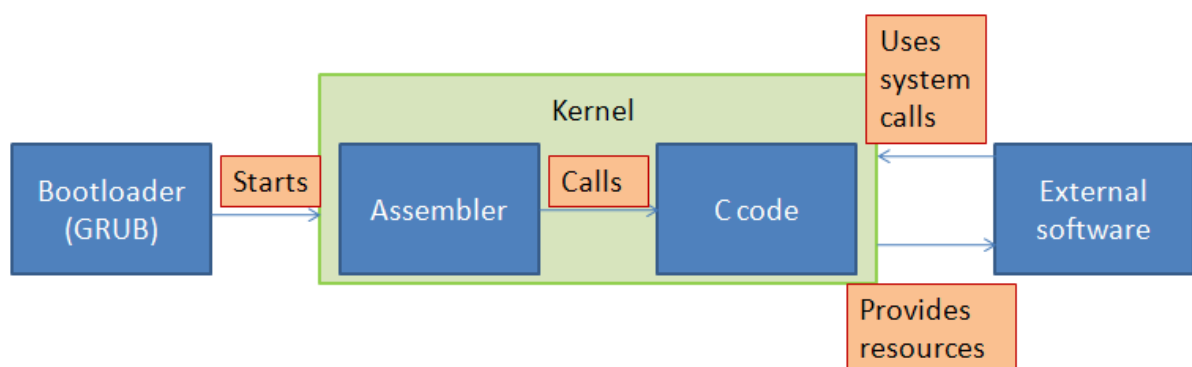 Bootloader
(GRUB)
Starts
Kernel
Assembler
Calls
C code
Uses
system
calls
External
software
Provides
resources